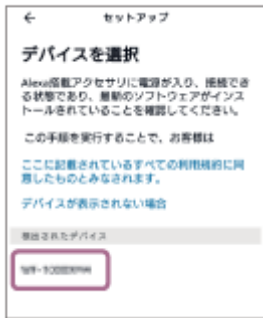 ← セットアップ
デバイスを選択
Alexa搭載アクセサリに電源が入り、接続でき
る状態であり、最新のソフトウェアがインス
トールされていることを確認してください。
この手順を実行することで、お客様は
ここに記載されているすべての利用規約に同
意したものとみなされます。
デバイスが表示されない場合
検出されたデバイス